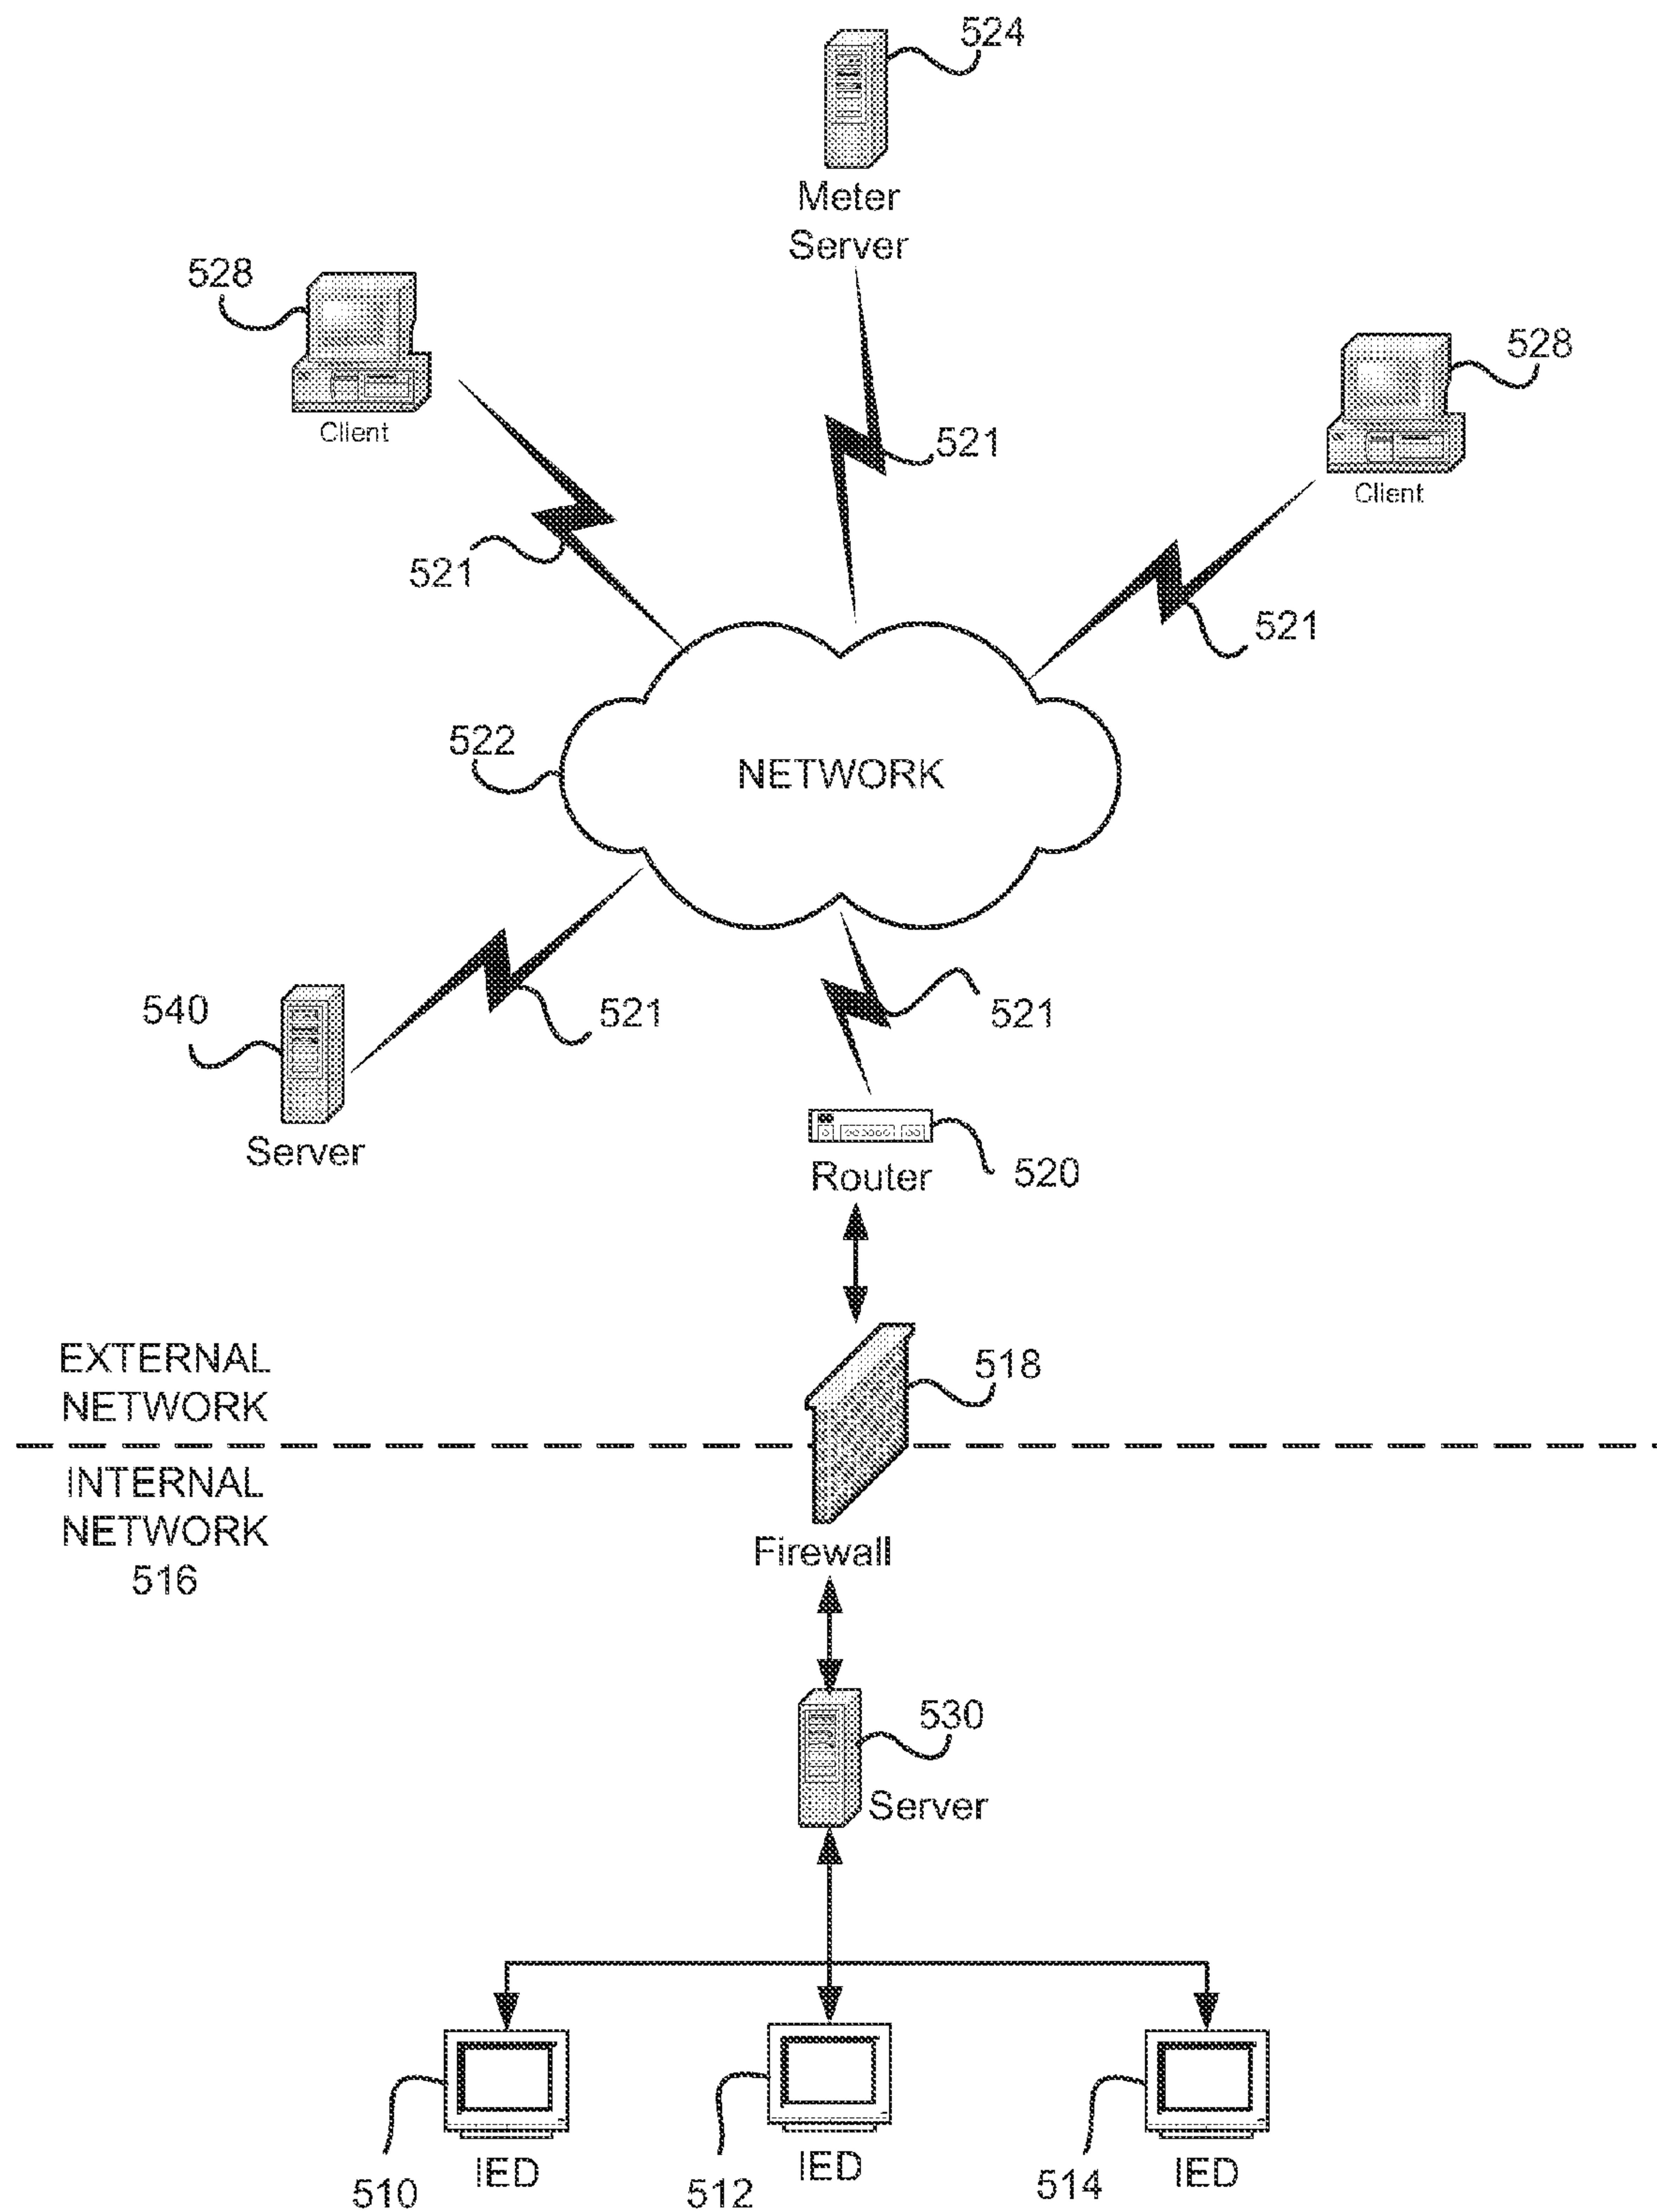 524
Meter
Server
528
Client
528
Client
521
521
521
522
NETWORK
540
Server
521
521
Router
520
EXTERNAL
NETWORK
518
INTERNAL
NETWORK
516
Firewall
530
Server
510
IED
512
IED
514
IED